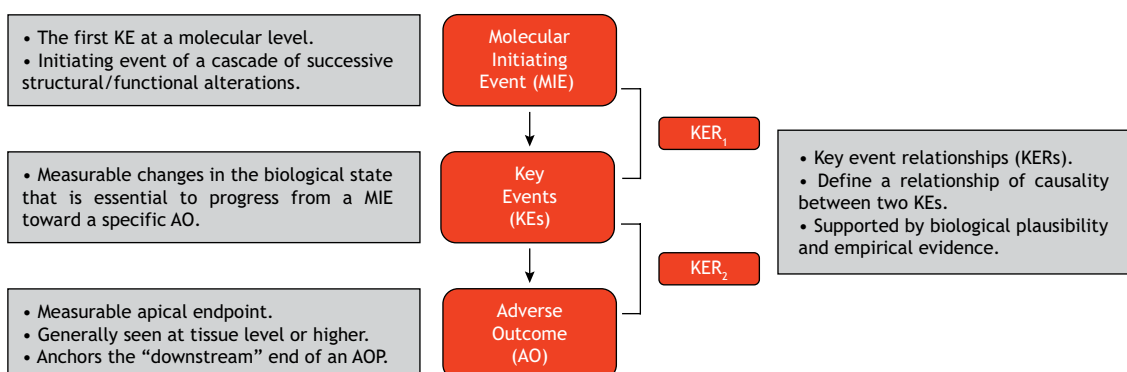 • The first KE at a molecular level.
• Initiating event of a cascade of successive
structural/functional alterations.
Molecular
Initiating
Event (MIE)
KER₁
• Measurable changes in the biological state
that is essential to progress from a MIE
toward a specific AO.
Key
Events
(KEs)
• Key event relationships (KERs).
• Define a relationship of causality
between two KEs.
• Supported by biological plausibility
and empirical evidence.
KER₂
• Measurable apical endpoint.
• Generally seen at tissue level or higher.
• Anchors the “downstream” end of an AOP.
Adverse
Outcome
(AO)